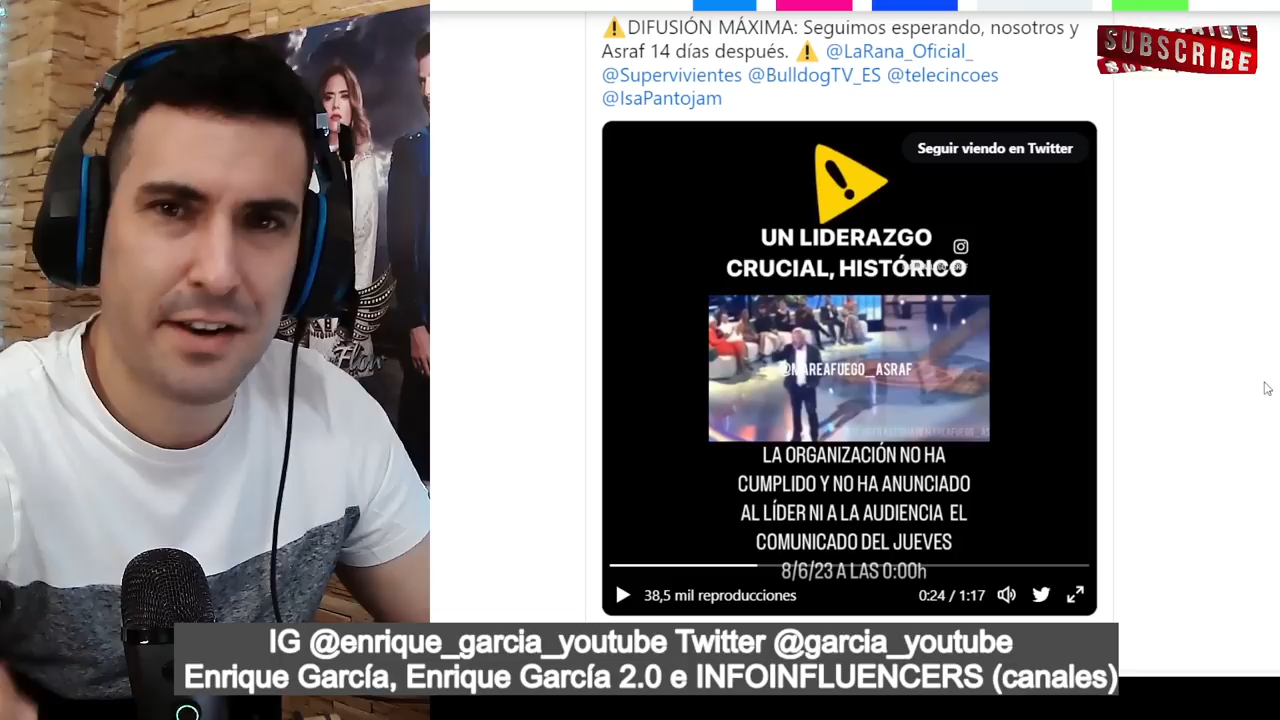 ⚠️DIFUSIÓN MÁXIMA: Seguimos esperando, nosotros y
Asraf 14 días después. ⚠️ @LaRana_Oficial_
@Supervivientes @BulldogTV_ES @telecincoes
@IsaPantojam
SUBSCRIBE
Seguir viendo en Twitter
UN LIDERAZGO
CRUCIAL, HISTÓRICO
@MAREAFUEGO_ASRAF
LA ORGANIZACIÓN NO HA
CUMPLIDO Y NO HA ANUNCIADO
AL LÍDER NI A LA AUDIENCIA EL
COMUNICADO DEL JUEVES
8/6/23 A LAS 0:00h
38,5 mil reproducciones
0:24 / 1:17
Flow
IG @enrique_garcia_youtube Twitter @garcia_youtube
Enrique García, Enrique García 2.0 e INFOINFLUENCERS (canales)